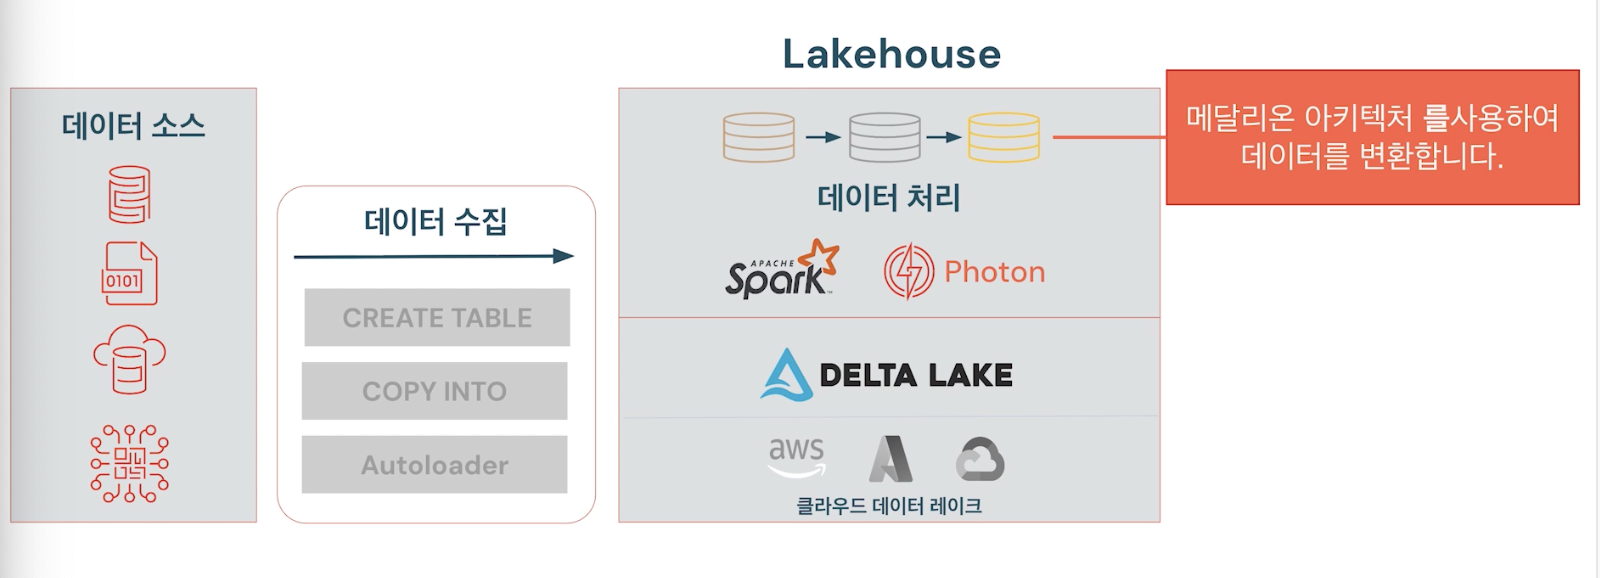 Lakehouse
데이터 소스
0101
데이터 수집
CREATE TABLE
COPY INTO
Autoloader
메달리온 아키텍처 를사용하여
데이터를 변환합니다.
데이터 처리
APACHE
Spark™
Photon
DELTA LAKE
aws
클라우드 데이터 레이크